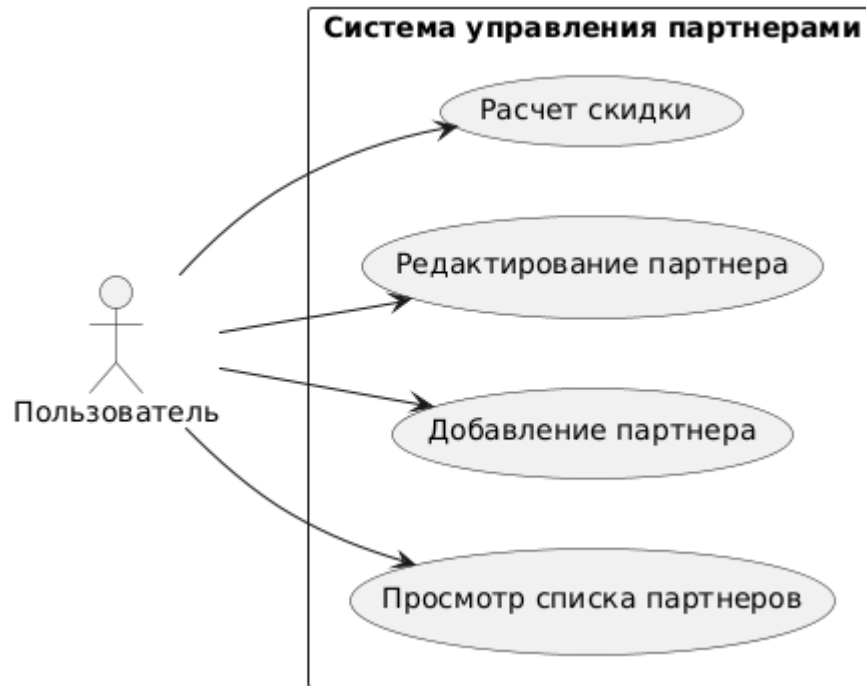 Система управления партнерами
Расчет скидки
Редактирование партнера
Пользователь
Добавление партнера
Просмотр списка партнеров